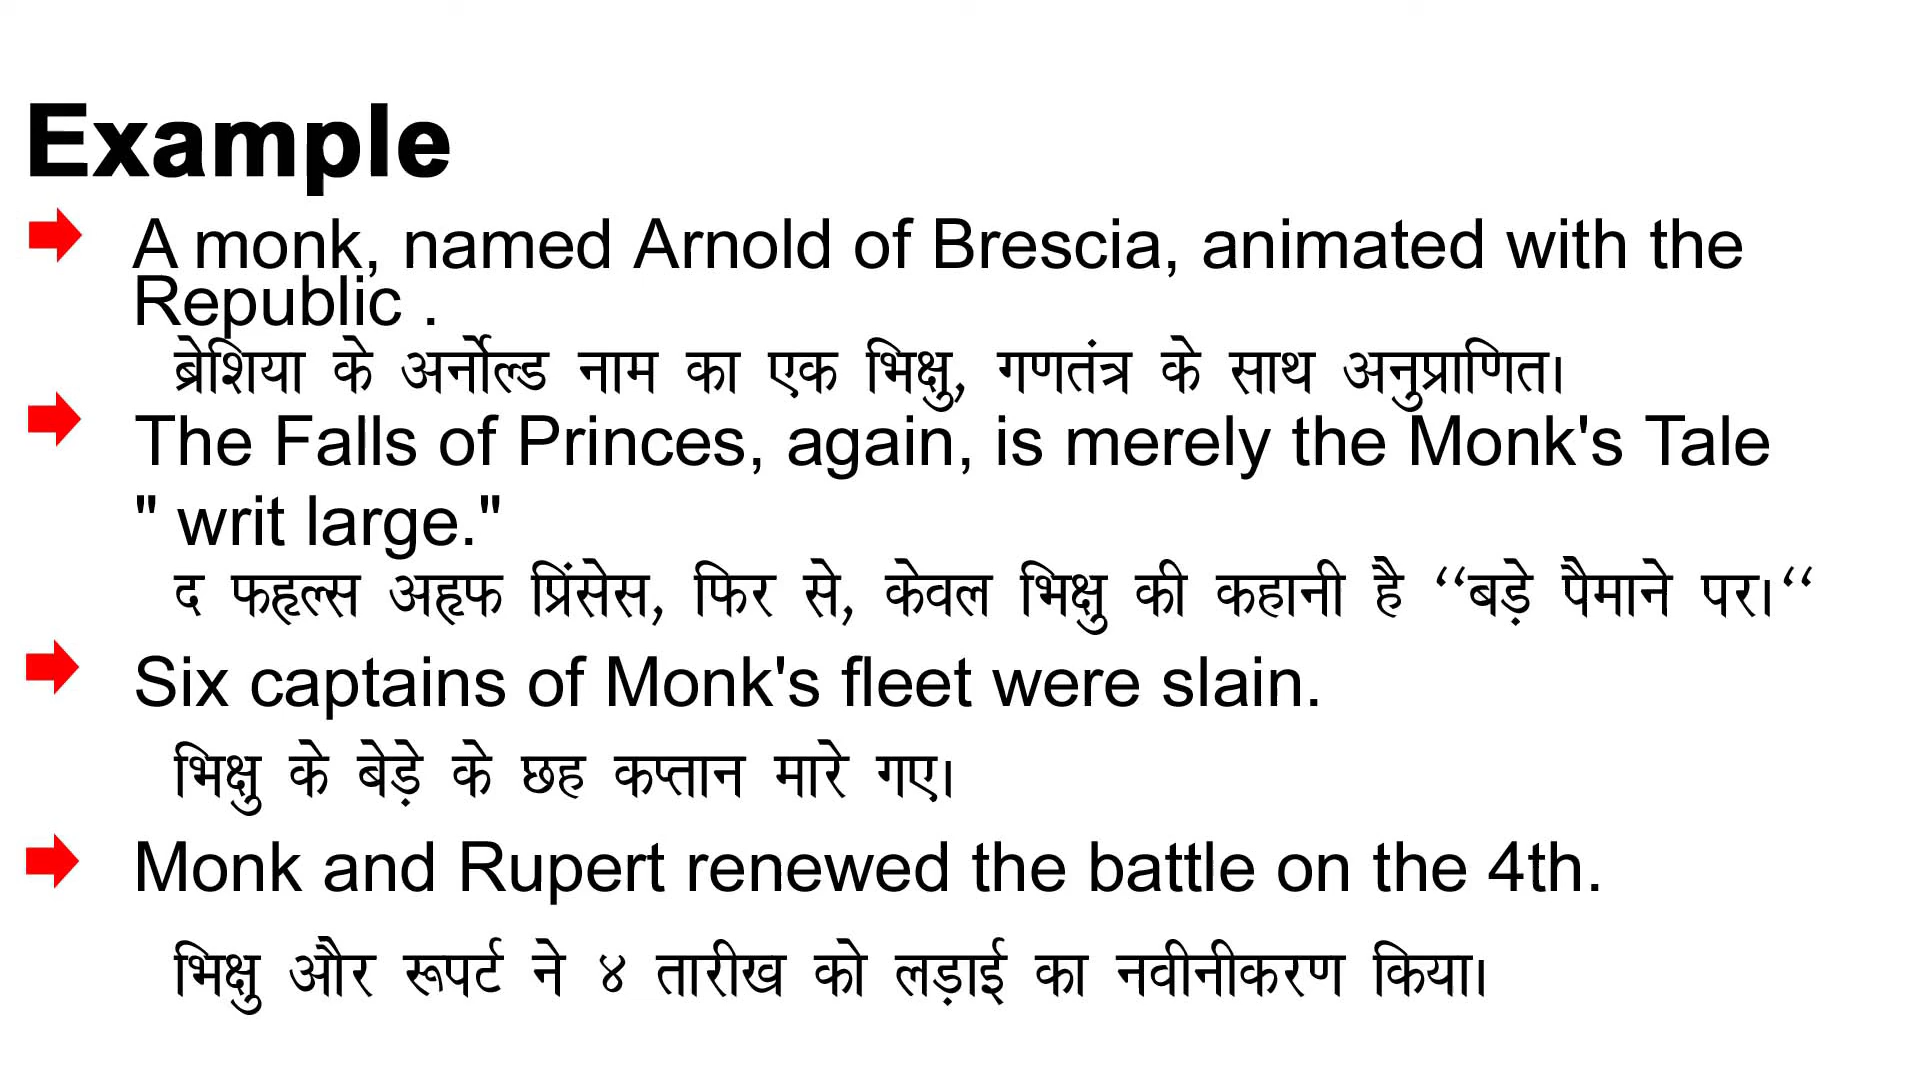 Example
A monk, named Arnold of Brescia, animated with the
Republic .
ब्रेशिया के अर्नोल्ड नाम का एक भिक्षु, गणतंत्र के साथ अनुप्राणित।
The Falls of Princes, again, is merely the Monk's Tale
" writ large."
द फहृल्स अहृफ प्रिंसेस, फिर से, केवल भिक्षु की कहानी है “बड़े पैमाने पर।“
Six captains of Monk's fleet were slain.
भिक्षु के बेड़े के छह कप्तान मारे गए।
Monk and Rupert renewed the battle on the 4th.
भिक्षु और रूपर्ट ने ४ तारीख को लड़ाई का नवीनीकरण किया।